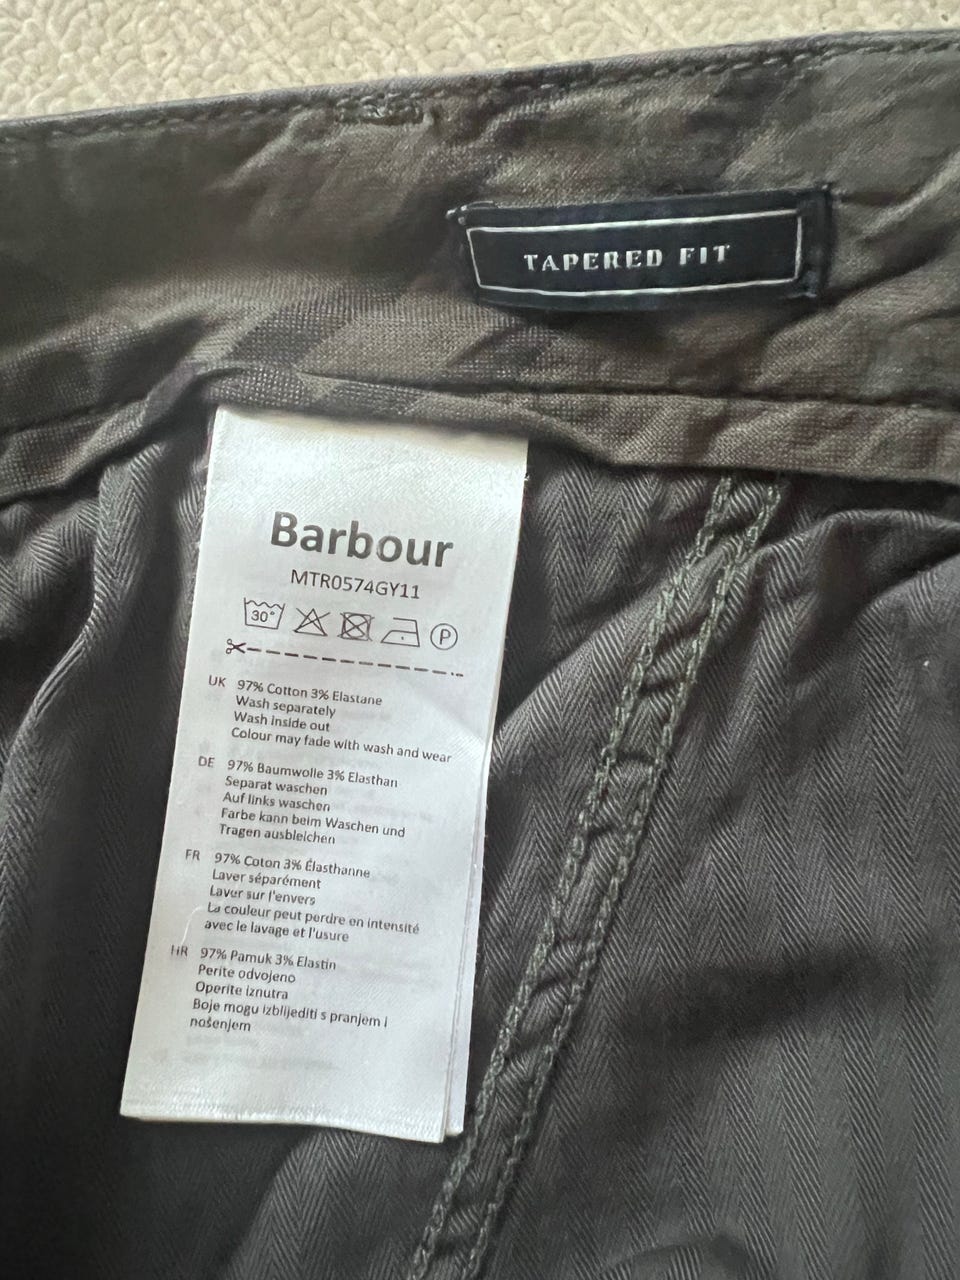 TAPERED FIT
Barbour
MTR0574GY11
30° P
UK 97% Cotton 3% Elastane
Wash separately
Wash inside out
Colour may fade with wash and wear
DE 97% Baumwolle 3% Elasthan
Separat waschen
Auf links waschen
Farbe kann beim Waschen und
Tragen ausbleichen
FR 97% Coton 3% Élasthanne
Laver séparément
Laver sur l'envers
La couleur peut perdre en intensité
avec le lavage et l'usure
HR 97% Pamuk 3% Elastin
Perite odvojeno
Operite iznutra
Boje mogu izblijediti s pranjem i
nošenjem